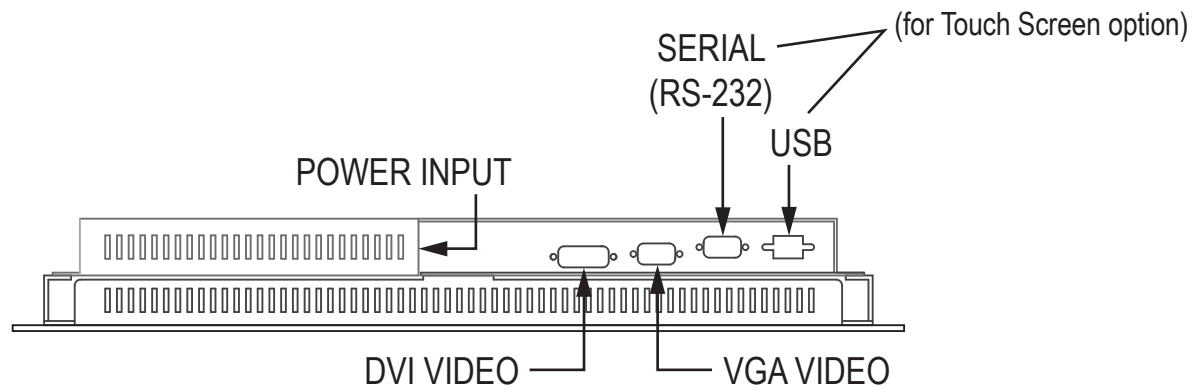 (for Touch Screen option)
SERIAL
(RS-232)
USB
POWER INPUT
DVI VIDEO
VGA VIDEO